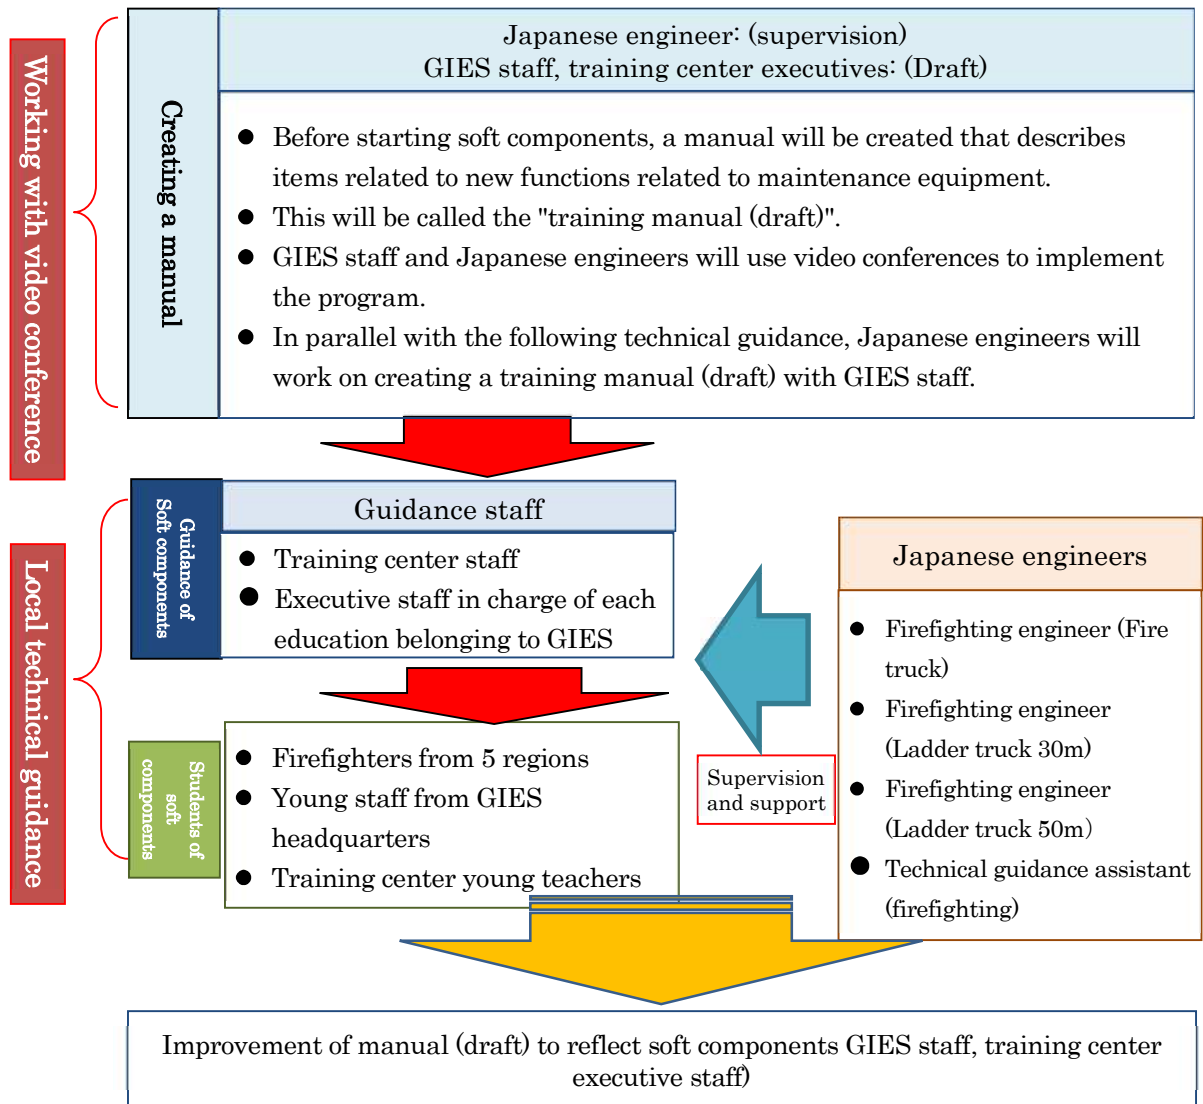 Working with video conference
Creating a manual
Japanese engineer: (supervision)
GIES staff, training center executives: (Draft)
● Before starting soft components, a manual will be created that describes
items related to new functions related to maintenance equipment.
● This will be called the "training manual (draft)".
● GIES staff and Japanese engineers will use video conferences to implement
the program.
● In parallel with the following technical guidance, Japanese engineers will
work on creating a training manual (draft) with GIES staff.
Local technical guidance
Guidance of
Soft components
Guidance staff
● Training center staff
● Executive staff in charge of each
education belonging to GIES
Students of
soft
components
● Firefighters from 5 regions
● Young staff from GIES
headquarters
● Training center young teachers
Supervision
and support
Japanese engineers
● Firefighting engineer (Fire
truck)
● Firefighting engineer
(Ladder truck 30m)
● Firefighting engineer
(Ladder truck 50m)
● Technical guidance assistant
(firefighting)
Improvement of manual (draft) to reflect soft components GIES staff, training center
executive staff)